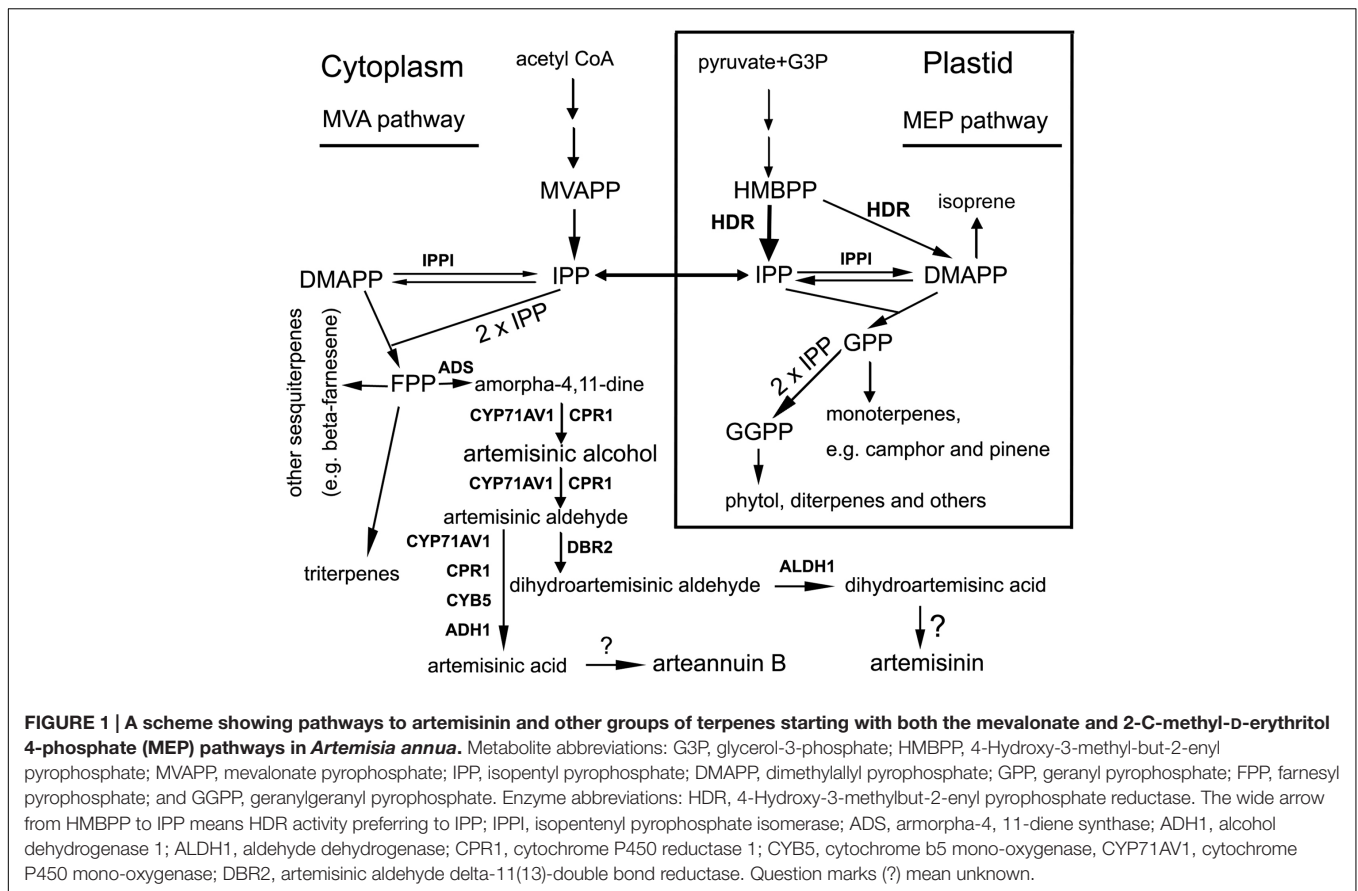 Cytoplasm
MVA pathway
acetyl CoA
MVAPP
DMAPP
IPPI
IPP
2 x IPP
other sesquiterpenes
(e.g. beta-farnesene)
FPP
ADS
amorpha-4,11-dine
CYP71AV1
CPR1
artemisinic alcohol
CYP71AV1
CPR1
artemisinic aldehyde
CYP71AV1
CPR1
CYB5
ADH1
DBR2
triterpenes
dihydroartemisinic aldehyde
ALDH1
dihydroartemisinc acid
?
artemisinin
artemisinic acid
?
arteannuin B
pyruvate+G3P
Plastid
MEP pathway
HMBPP
HDR
HDR
isoprene
IPP
IPPI
DMAPP
GPP
2 x IPP
GGPP
monoterpenes,
e.g. camphor and pinene
phytol, diterpenes and others
FIGURE 1 | A scheme showing pathways to artemisinin and other groups of terpenes starting with both the mevalonate and 2-C-methyl-D-erythritol
4-phosphate (MEP) pathways in Artemisia annua. Metabolite abbreviations: G3P, glycerol-3-phosphate; HMBPP, 4-Hydroxy-3-methyl-but-2-enyl
pyrophosphate; MVAPP, mevalonate pyrophosphate; IPP, isopentyl pyrophosphate; DMAPP, dimethylallyl pyrophosphate; GPP, geranyl pyrophosphate; FPP, farnesyl
pyrophosphate; and GGPP, geranylgeranyl pyrophosphate. Enzyme abbreviations: HDR, 4-Hydroxy-3-methylbut-2-enyl pyrophosphate reductase. The wide arrow
from HMBPP to IPP means HDR activity preferring to IPP; IPPI, isopentenyl pyrophosphate isomerase; ADS, armorpha-4, 11-diene synthase; ADH1, alcohol
dehydrogenase 1; ALDH1, aldehyde dehydrogenase; CPR1, cytochrome P450 reductase 1; CYB5, cytochrome b5 mono-oxygenase, CYP71AV1, cytochrome
P450 mono-oxygenase; DBR2, artemisinic aldehyde delta-11(13)-double bond reductase. Question marks (?) mean unknown.